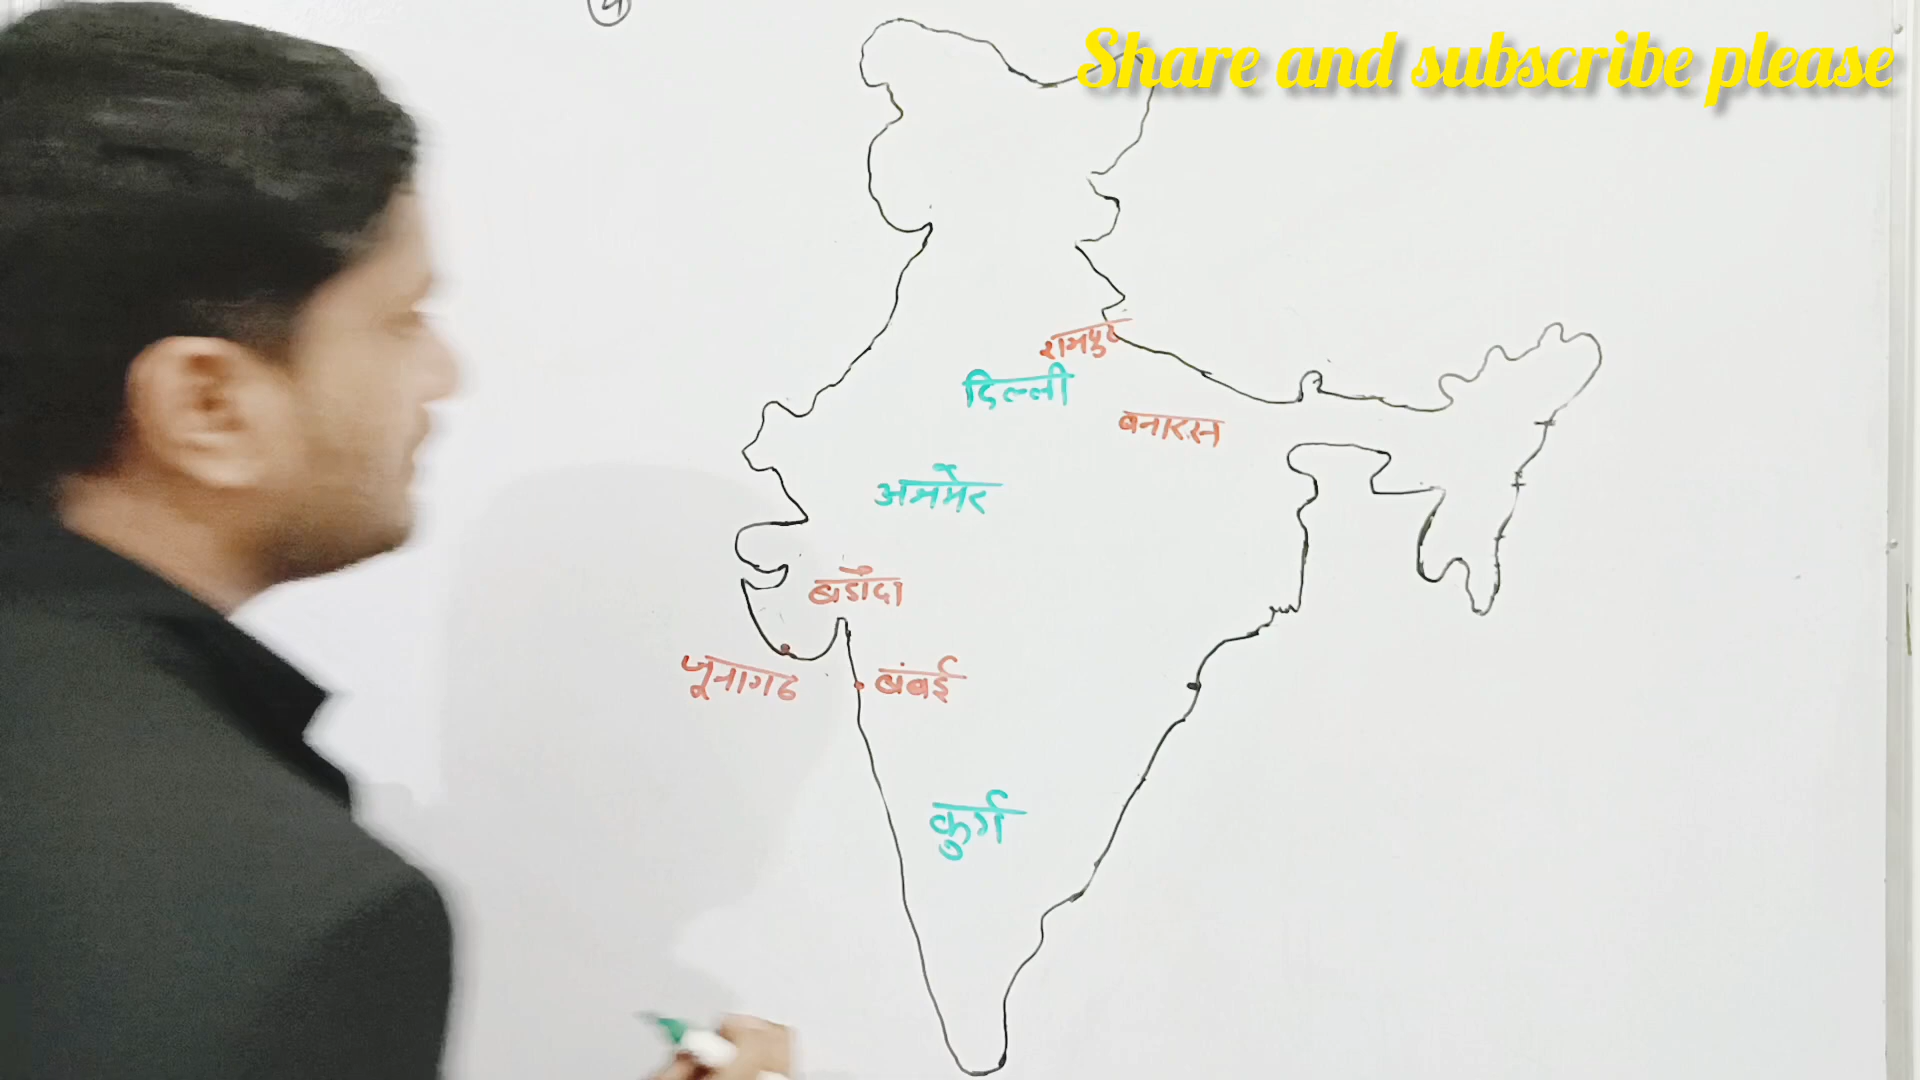 Share and subscribe please
रामपुर
दिल्ली
बनारस
अजमेर
बडौदा
जूनागढ
बंबई
कुर्ग